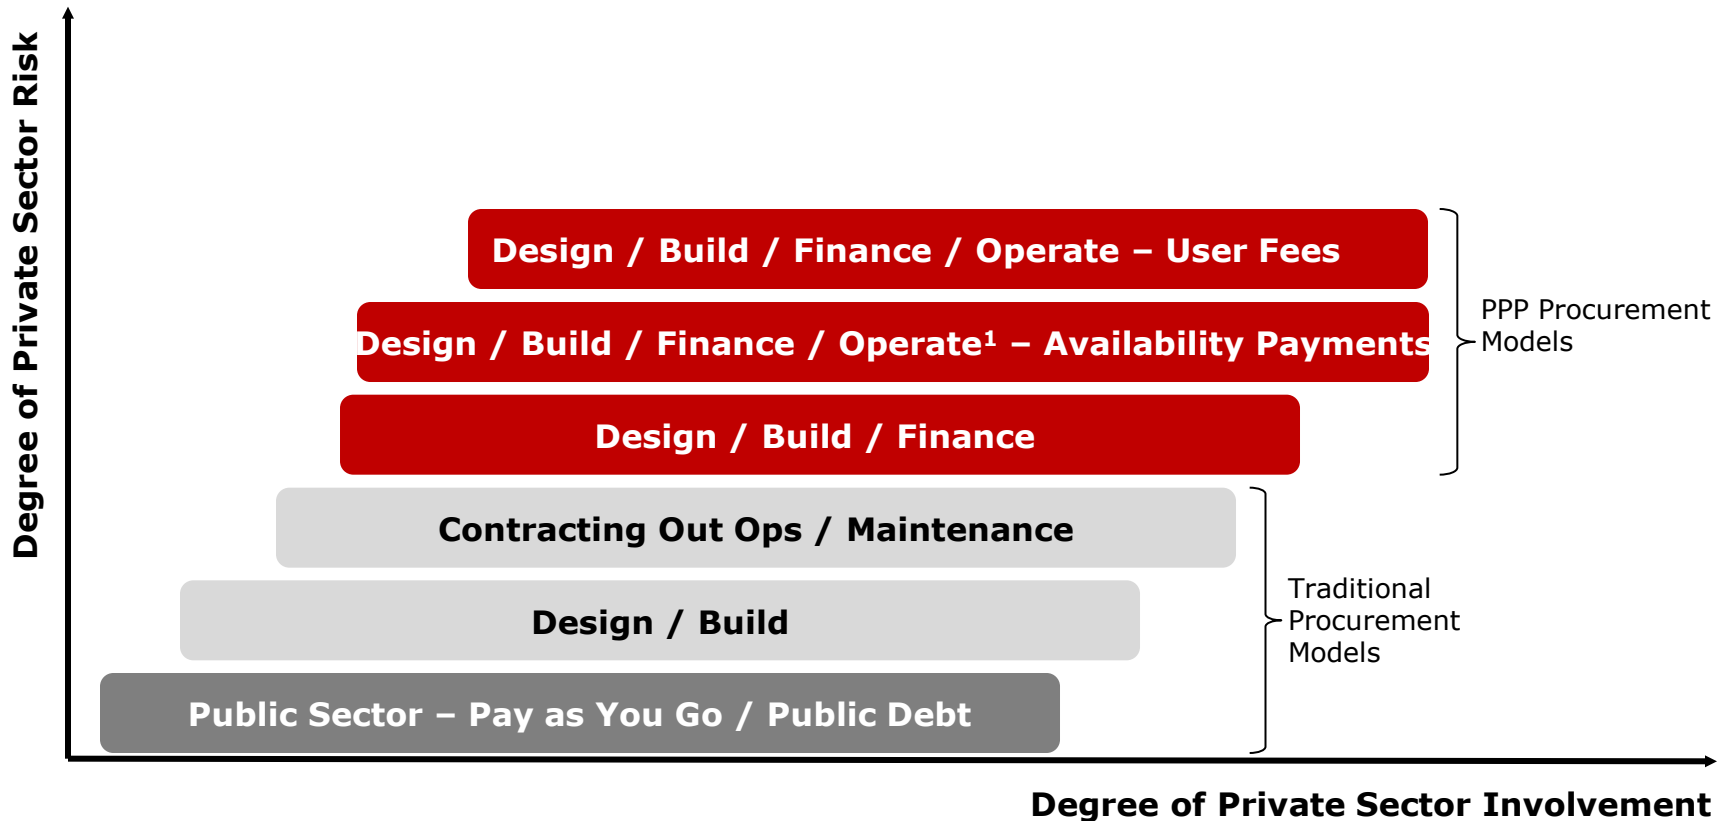 Degree of Private Sector Risk
Design / Build / Finance / Operate – User Fees
Design / Build / Finance / Operate¹ – Availability Payments
Design / Build / Finance
PPP Procurement
Models
Contracting Out Ops / Maintenance
Design / Build
Public Sector – Pay as You Go / Public Debt
Traditional
Procurement
Models
Degree of Private Sector Involvement